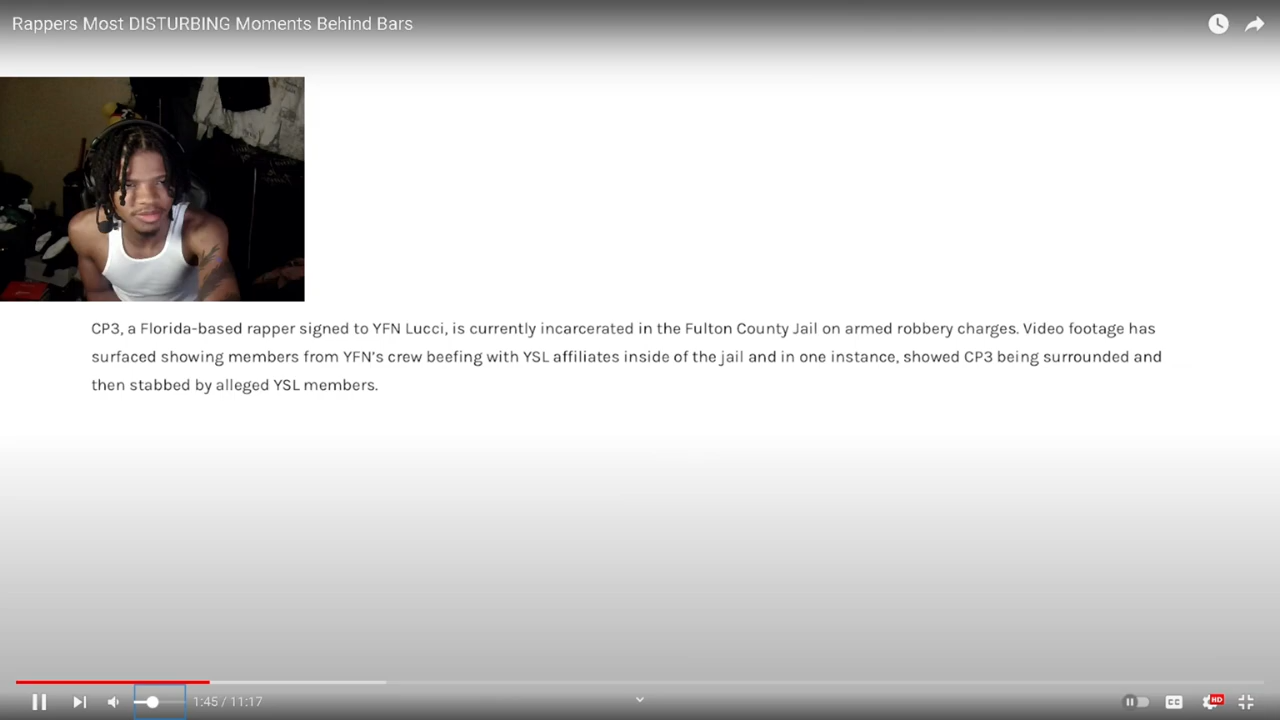 Rappers Most DISTURBING Moments Behind Bars
CP3, a Florida-based rapper signed to YFN Lucci, is currently incarcerated in the Fulton County Jail on armed robbery charges. Video footage has
surfaced showing members from YFN's crew beefing with YSL affiliates inside of the jail and in one instance, showed CP3 being surrounded and
then stabbed by alleged YSL members.
1:45 / 11:17
CC
HD